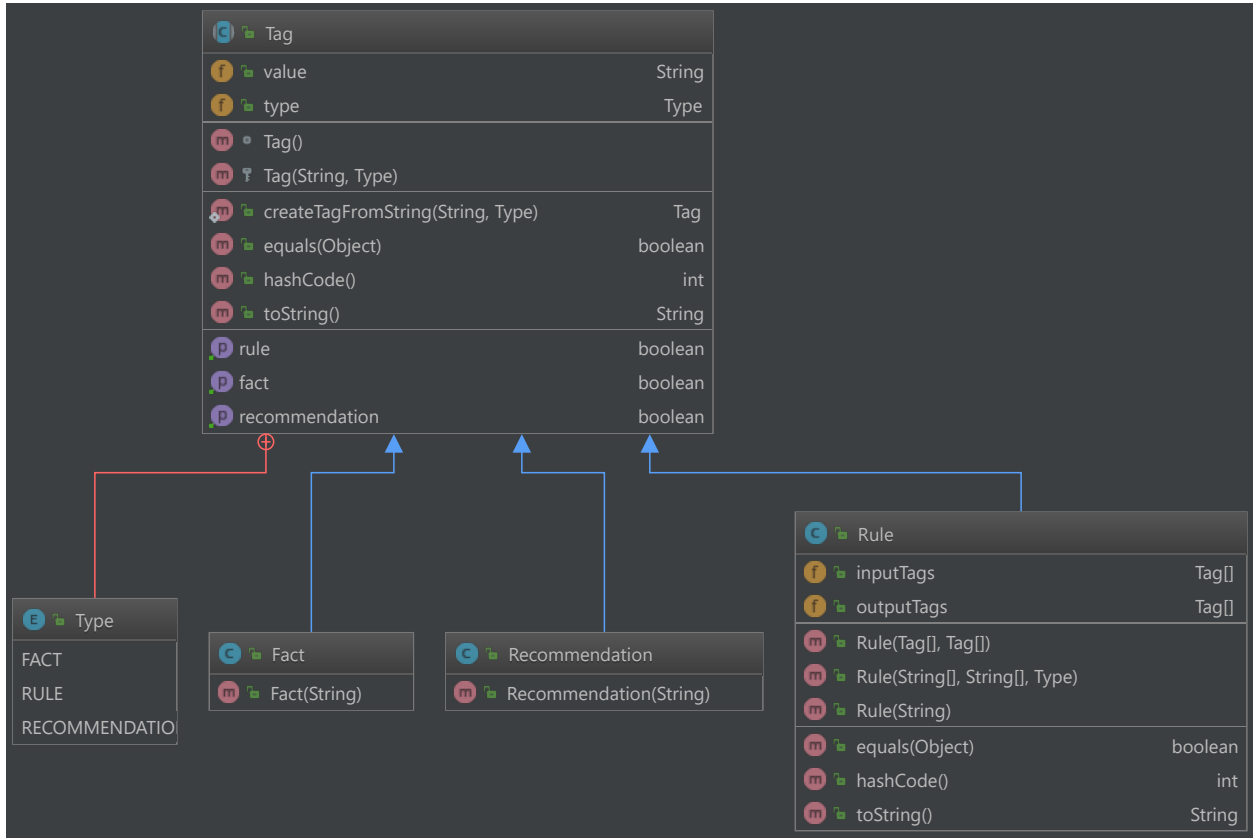 Tag
value String
type Type
Tag()
Tag(String, Type)
createTagFromString(String, Type) Tag
equals(Object) boolean
hashCode() int
toString() String
rule boolean
fact boolean
recommendation boolean
Type
FACT
RULE
RECOMMENDATIO
Fact
Fact(String)
Recommendation
Recommendation(String)
Rule
inputTags Tag[]
outputTags Tag[]
Rule(Tag[], Tag[])
Rule(String[], String[], Type)
Rule(String)
equals(Object) boolean
hashCode() int
toString() String